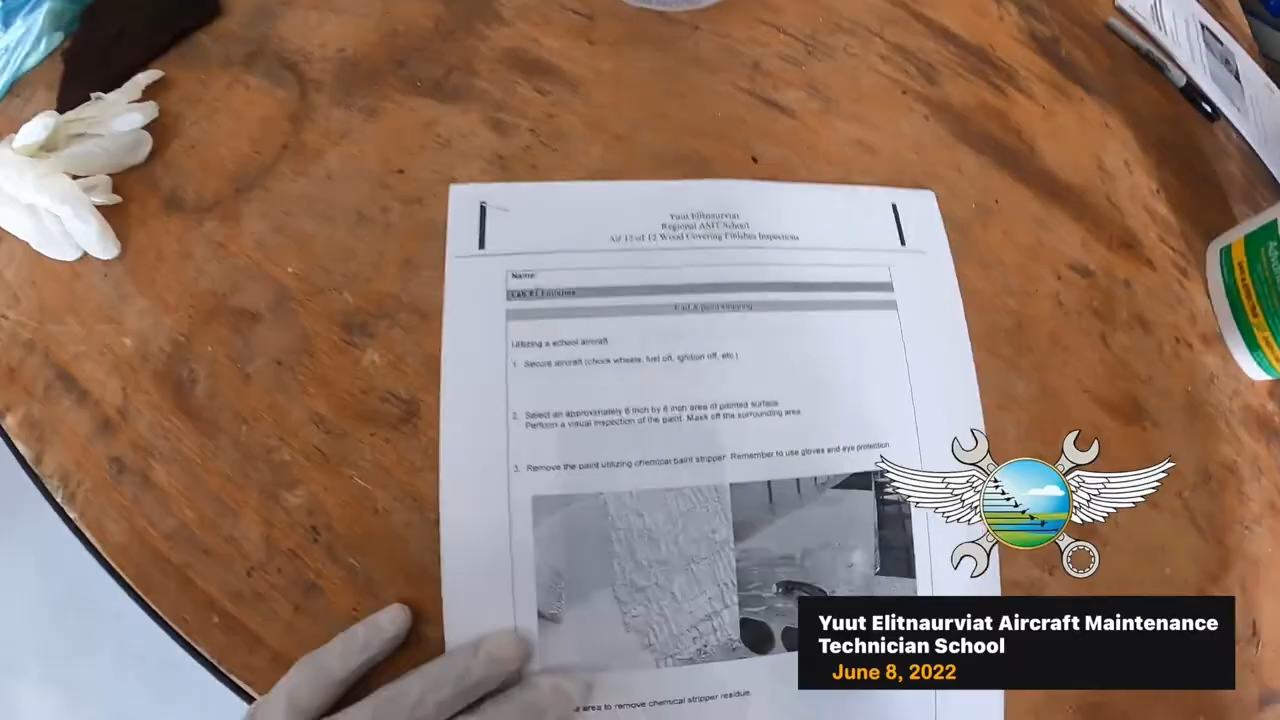 Yuut Elitnaurviat
Regional AMT School
AIF 12 of 12 Wood Covering Finishes Inspections
Name:
Lab #1 Finishes
Part A paint stripping
Utilizing a school aircraft
1. Secure aircraft (chock wheels, fuel off, ignition off, etc.)
2. Select an approximately 6 inch by 6 inch area of painted surface.
Perform a visual inspection of the paint. Mask off the surrounding area.
3. Remove the paint utilizing chemical paint stripper. Remember to use gloves and eye protection.
area to remove chemical stripper residue.
Yuut Elitnaurviat Aircraft Maintenance
Technician School
June 8, 2022